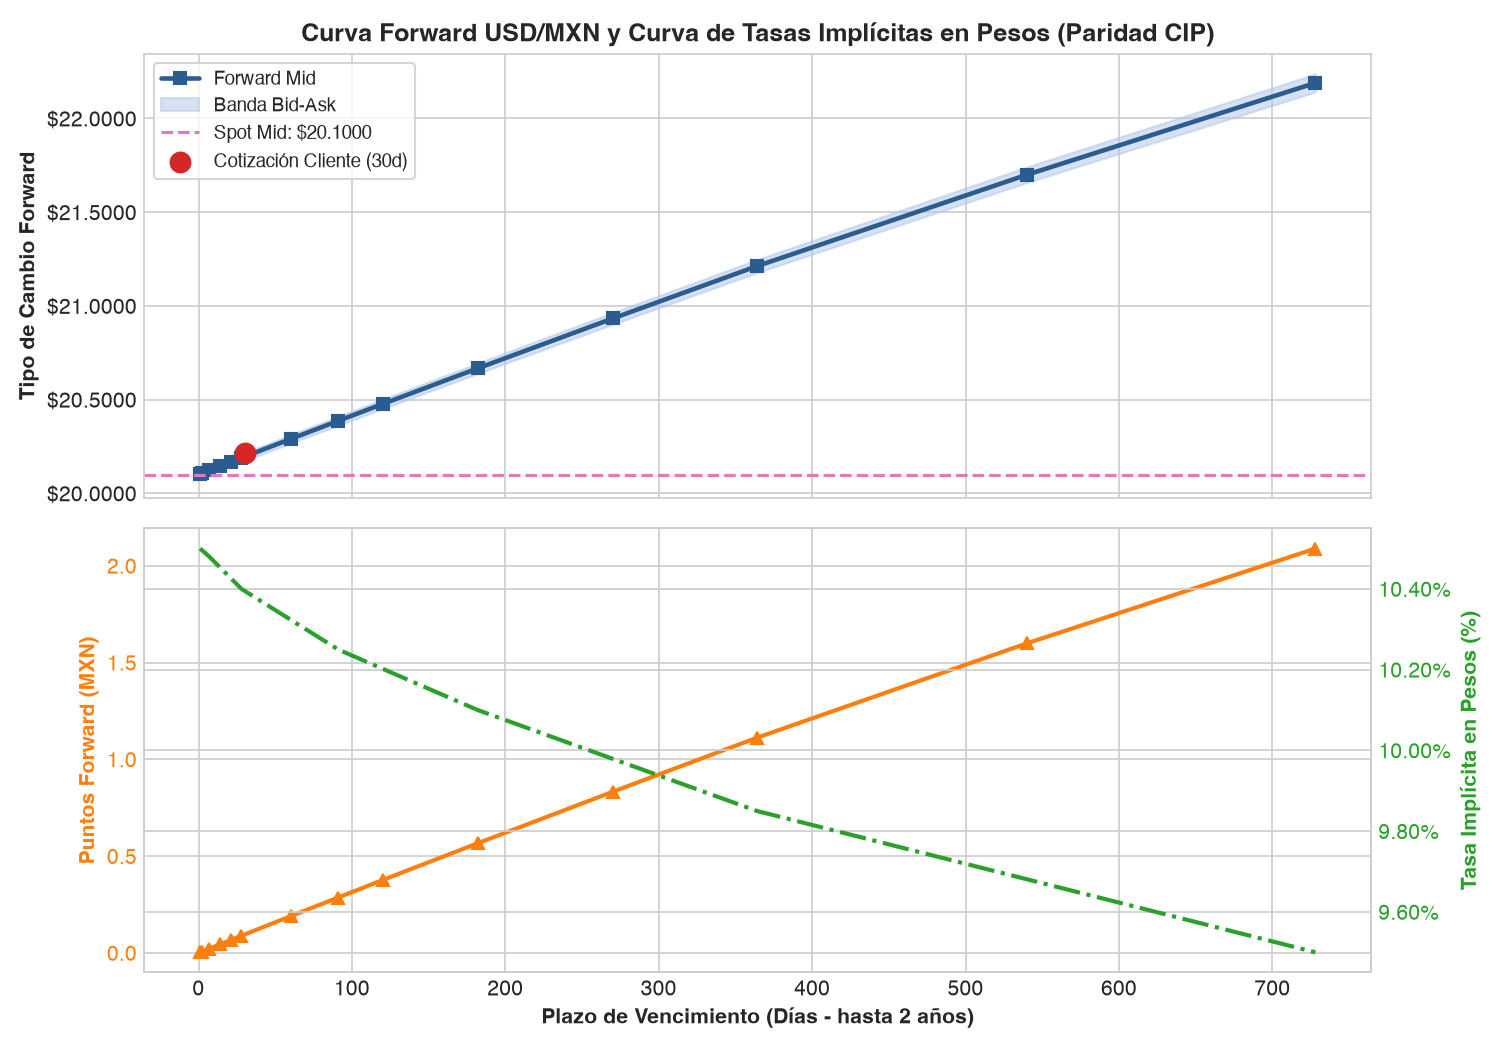 Curva Forward USD/MXN y Curva de Tasas Implícitas en Pesos (Paridad CIP)
Forward Mid
Banda Bid-Ask
Spot Mid: $20.1000
Cotización Cliente (30d)
Tipo de Cambio Forward
$22.0000
$21.5000
$21.0000
$20.5000
$20.0000
Puntos Forward (MXN)
2.0
1.5
1.0
0.5
0.0
10.40%
10.20%
10.00%
9.80%
9.60%
Tasa Implícita en Pesos (%)
0 100 200 300 400 500 600 700
Plazo de Vencimiento (Días - hasta 2 años)